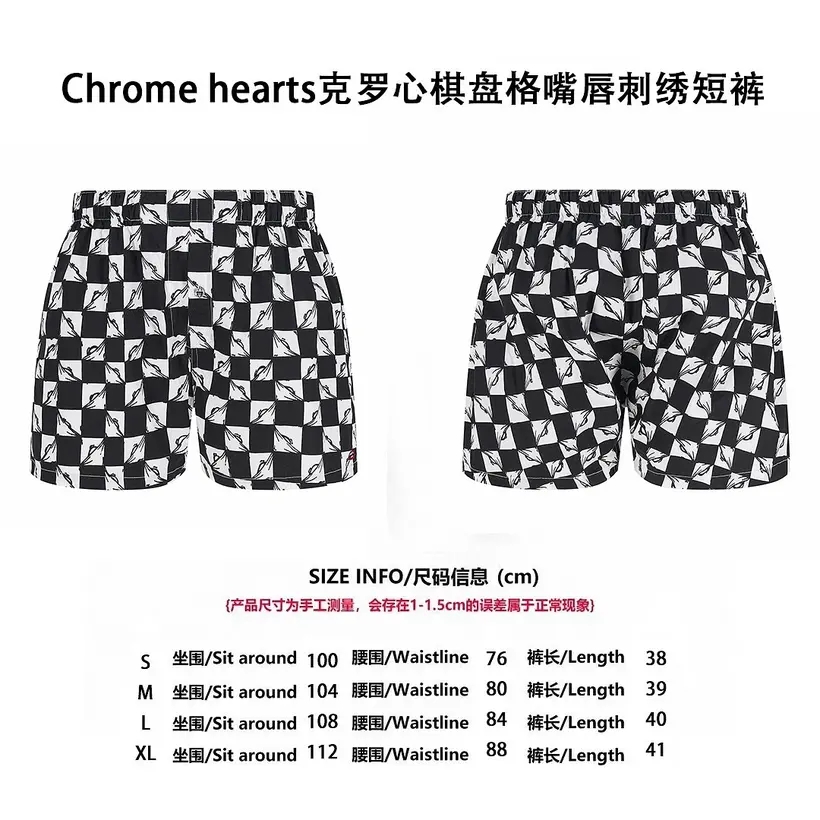 Chrome hearts克罗心棋盘格嘴唇刺绣短裤
SIZE INFO/尺码信息 (cm)
{产品尺寸为手工测量，会存在1-1.5cm的误差属于正常现象}
S 坐围/Sit around 100 腰围/Waistline 76 裤长/Length 38
M 坐围/Sit around 104 腰围/Waistline 80 裤长/Length 39
L 坐围/Sit around 108 腰围/Waistline 84 裤长/Length 40
XL 坐围/Sit around 112 腰围/Waistline 88 裤长/Length 41